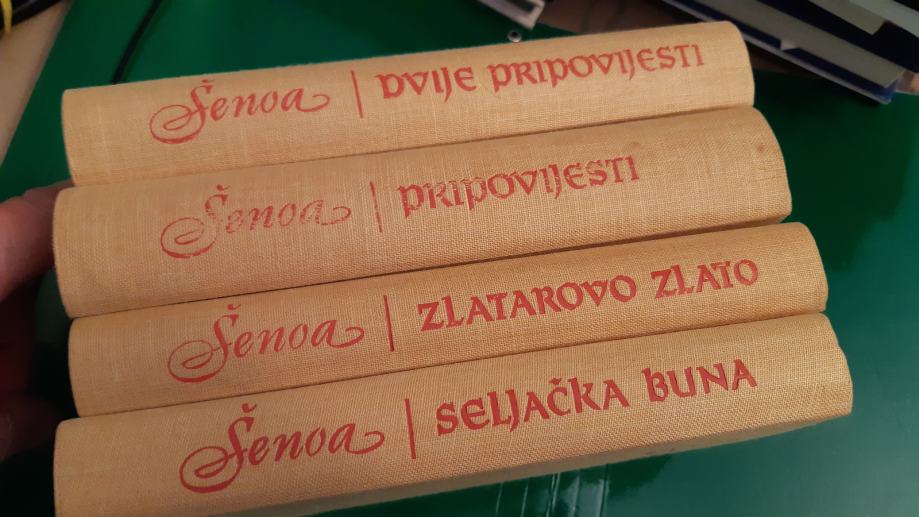 Šenoa | DVIJE PRIPOVIJESTI
Šenoa | PRIPOVIJESTI
Šenoa | ZLATAROVO ZLATO
Šenoa | SELJAČKA BUNA